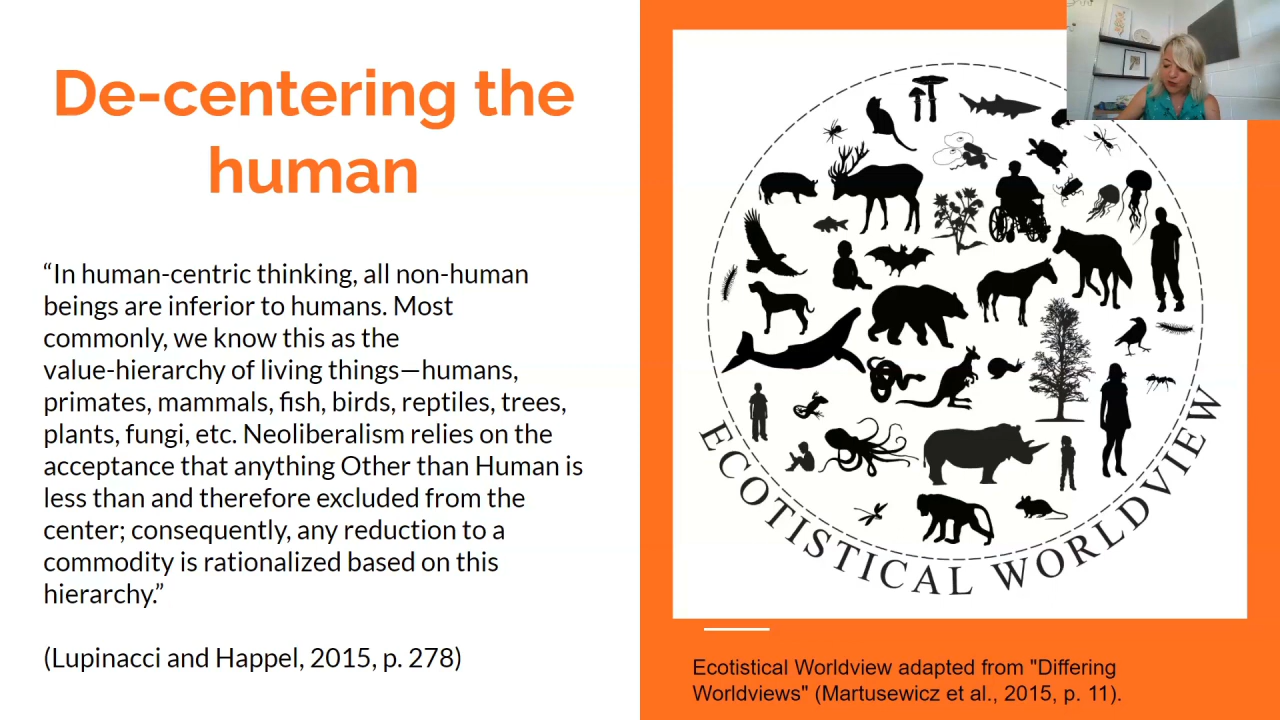 De-centering the
human
“In human-centric thinking, all non-human
beings are inferior to humans. Most
commonly, we know this as the
value-hierarchy of living things—humans,
primates, mammals, fish, birds, reptiles, trees,
plants, fungi, etc. Neoliberalism relies on the
acceptance that anything Other than Human is
less than and therefore excluded from the
center; consequently, any reduction to a
commodity is rationalized based on this
hierarchy.”
(Lupinacci and Happel, 2015, p. 278)
ECOTISTICAL WORLDVIEW
Ecotistical Worldview adapted from "Differing
Worldviews" (Martusewicz et al., 2015, p. 11).